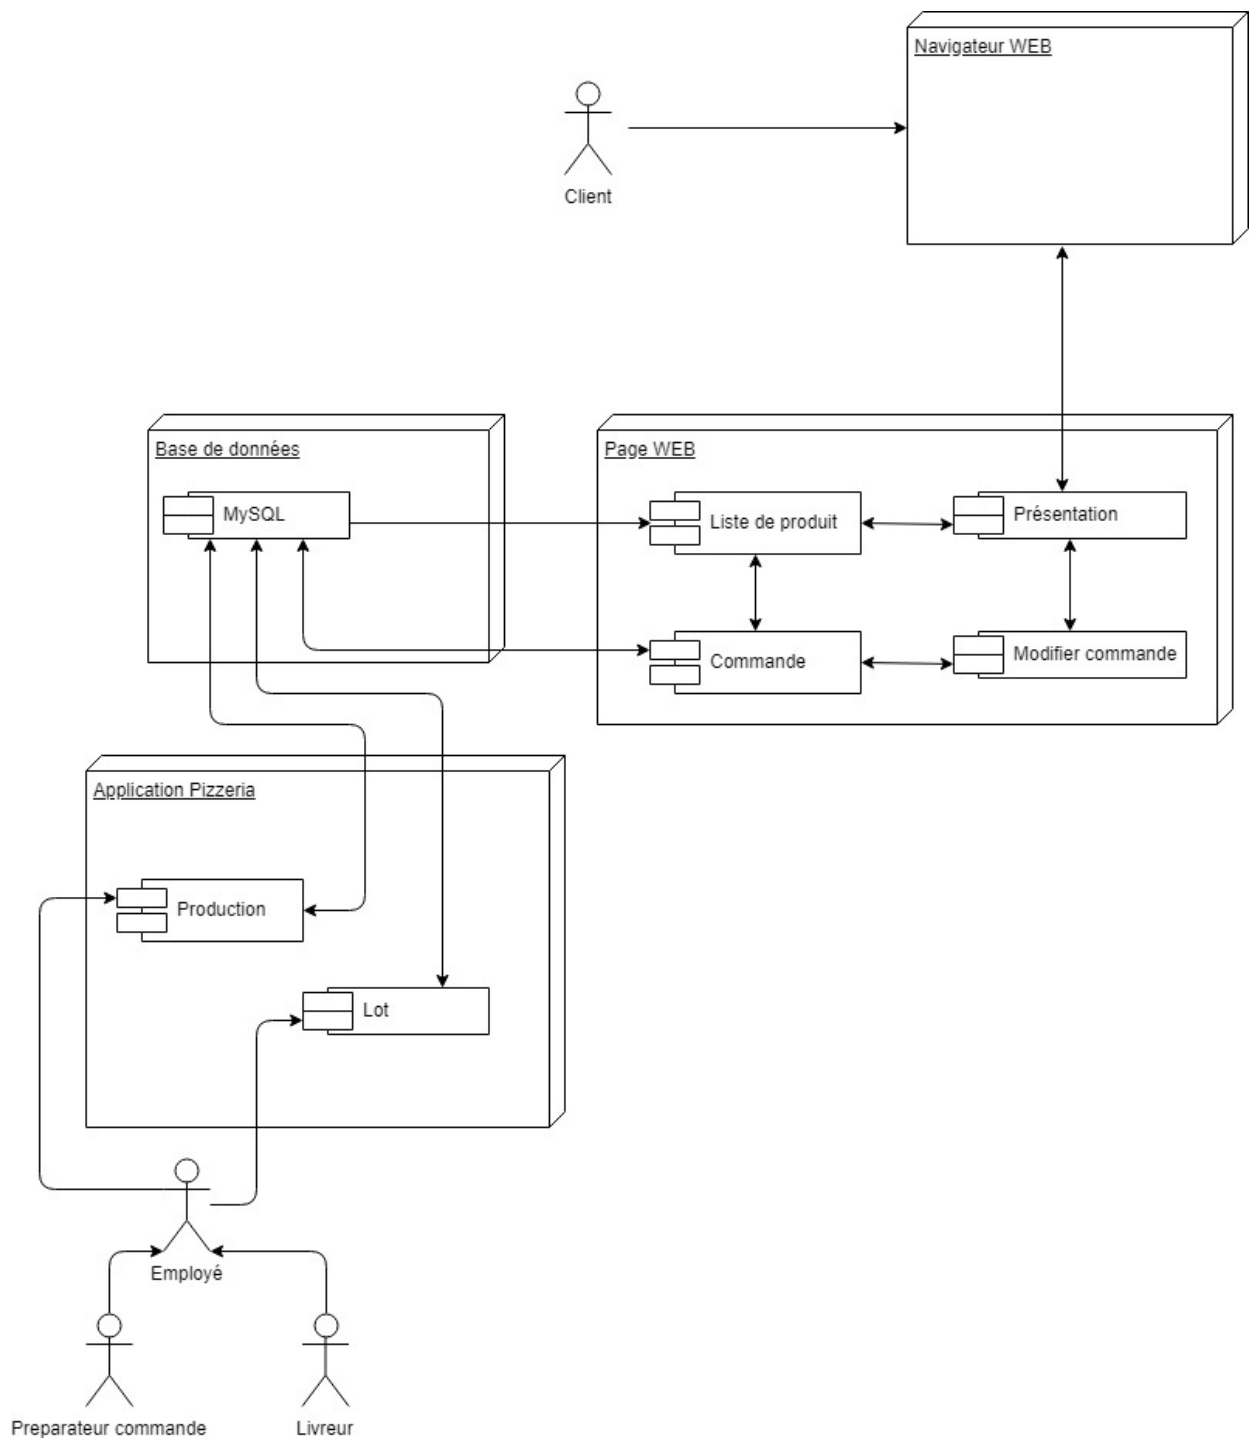 Navigateur WEB
Client
Base de données
Page WEB
MySQL
Liste de produit
Présentation
Commande
Modifier commande
Application Pizzeria
Production
Lot
Employé
Preparateur commande
Livreur